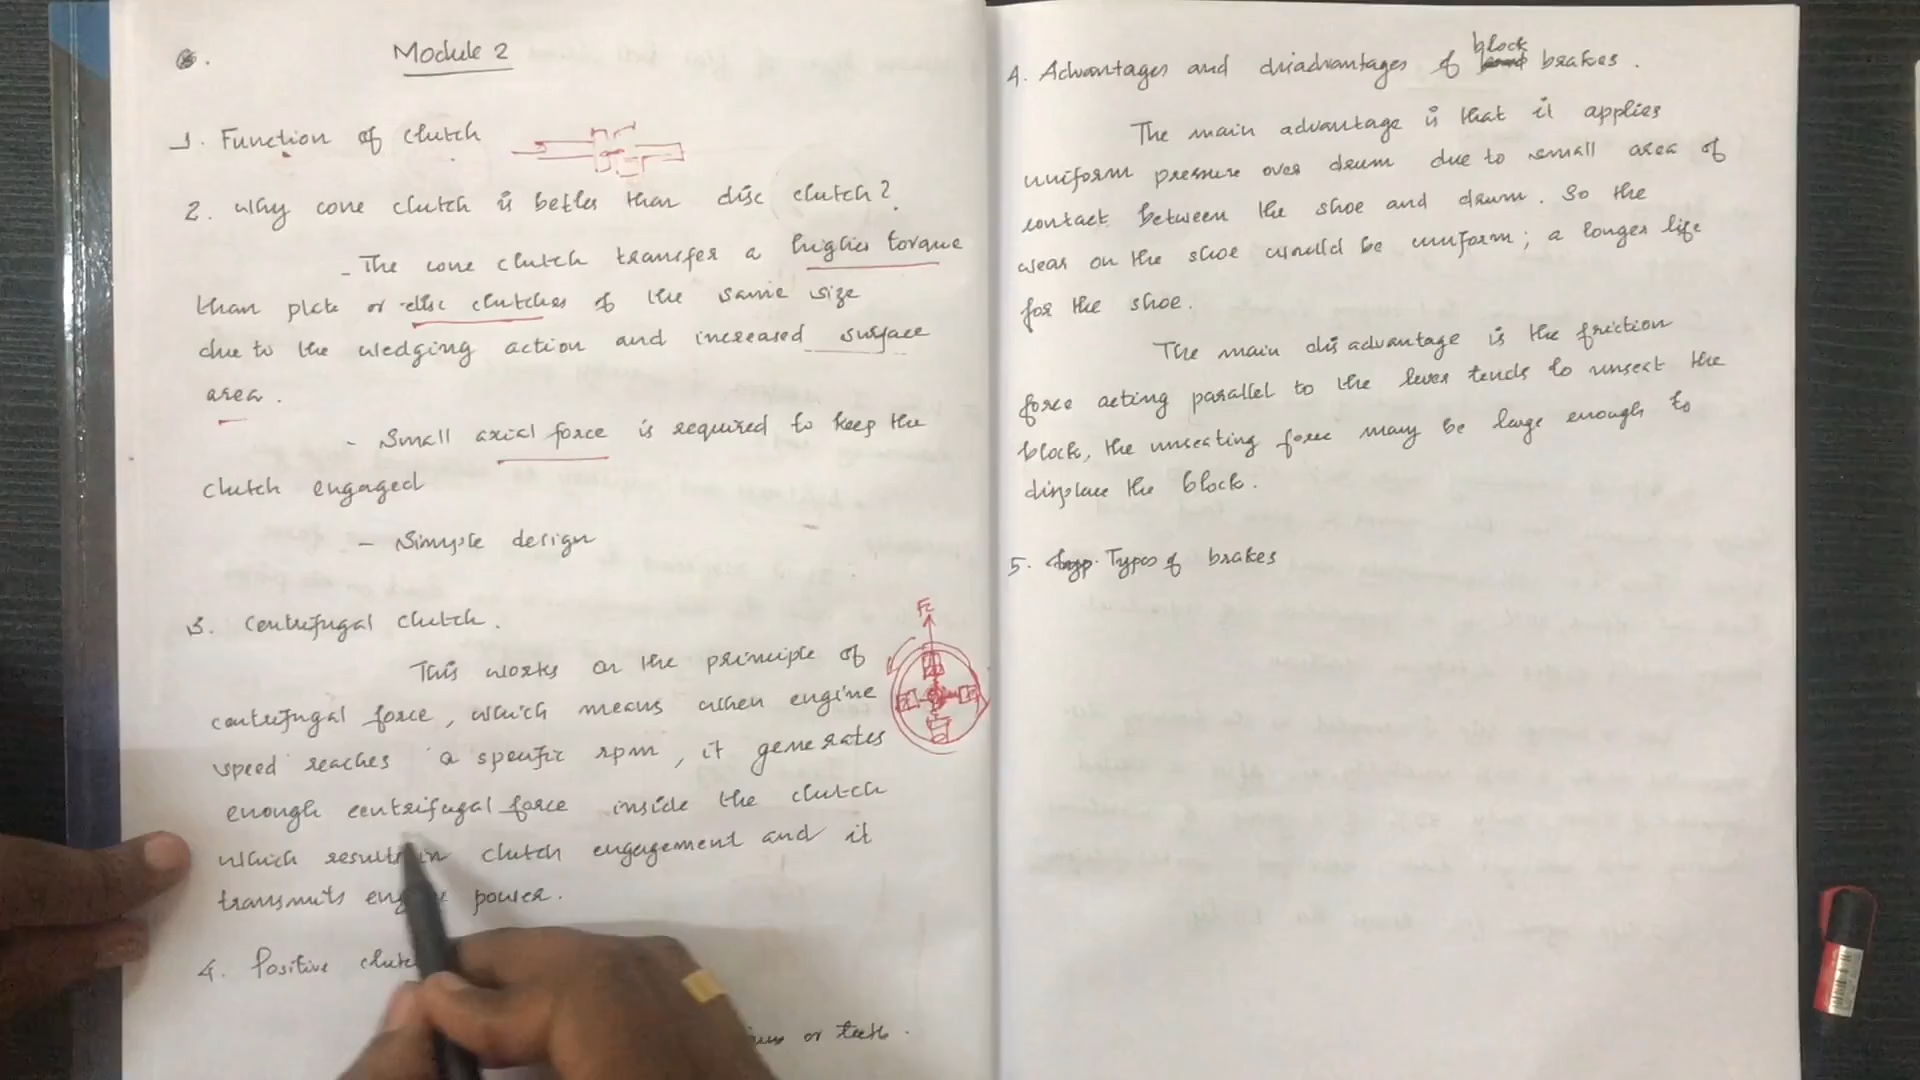 Module 2
1. Function of clutch
2. Why cone clutch is better than disc clutch?
- The cone clutch transfer a higher torque
than plate or disc clutches of the same size
due to the wedging action and increased surface
area.
- Small axial force is required to keep the
clutch engaged
- Simple design
3. Centrifugal clutch.
Fc
This works on the principle of
centrifugal force, which means when engine
speed reaches a specific rpm, it generates
enough centrifugal force inside the clutch
which results in clutch engagement and it
transmits engine power.
4. Positive clutch
or teeth.
4. Advantages and disadvantages of block brakes.
The main advantage is that it applies
uniform pressure over drum due to small area of
contact between the shoe and drum. So the
wear on the shoe would be uniform; a longer life
for the shoe.
The main disadvantage is the friction
force acting parallel to the lever tends to unseat the
block, the unseating force may be large enough to
displace the block.
5. Types of brakes